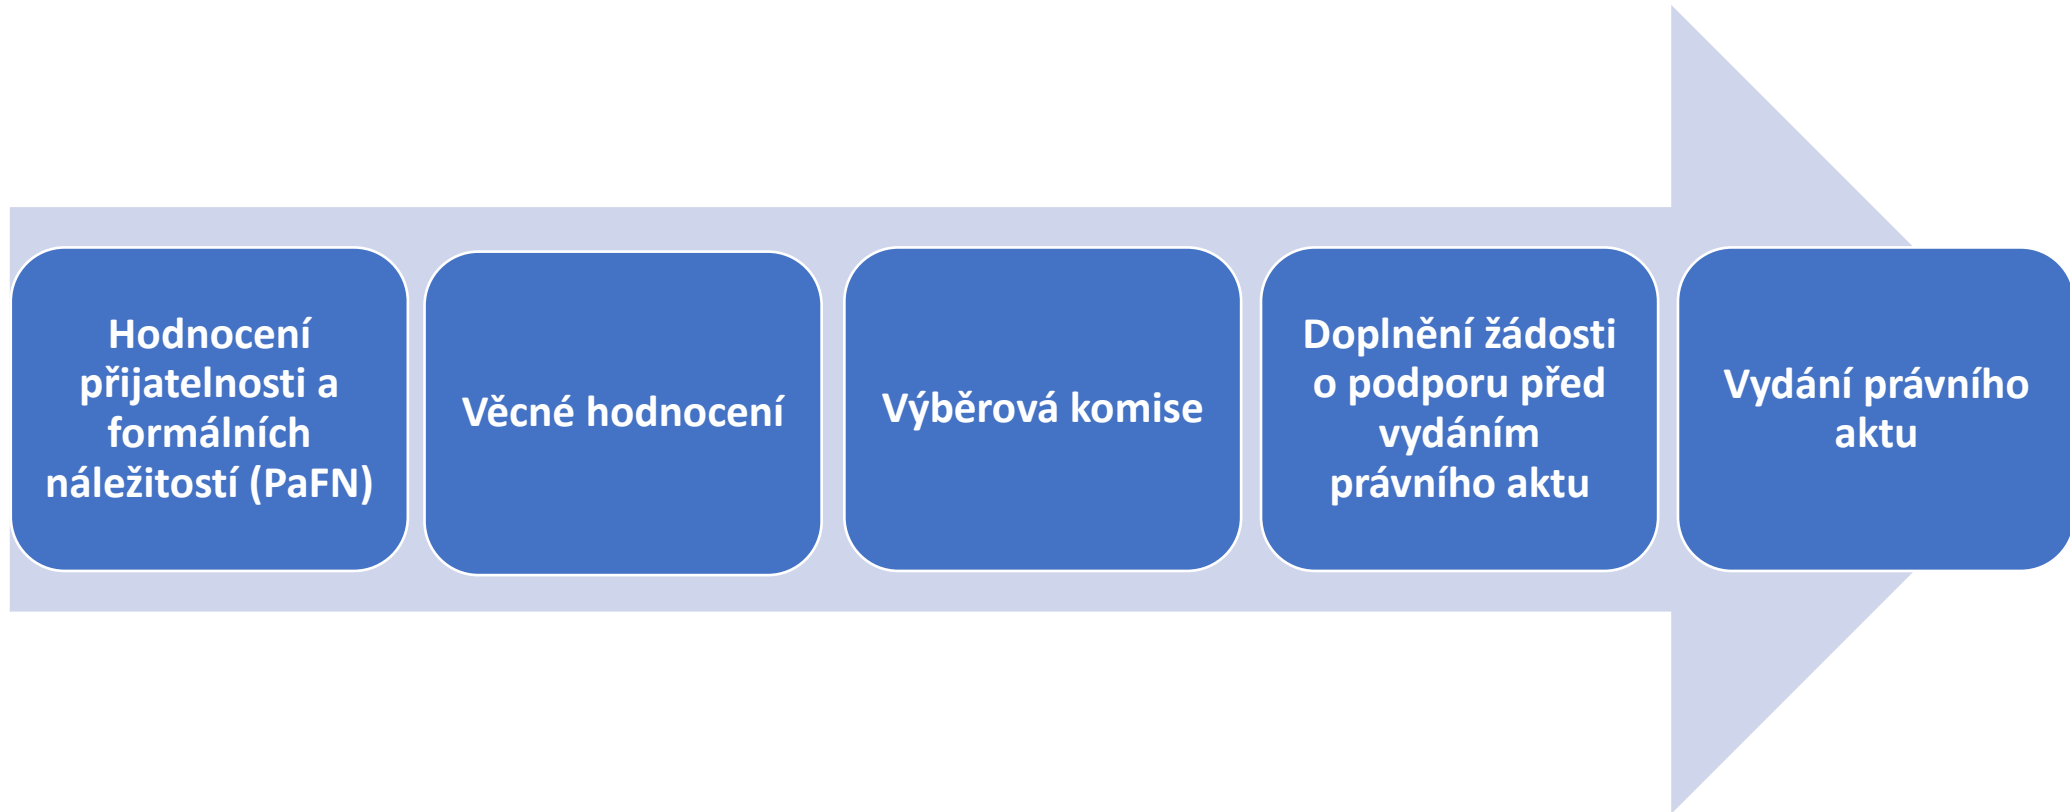 Hodnocení
přijatelnosti a
formálních
náležitostí (PaFN)
Věcné hodnocení
Výběrová komise
Doplnění žádosti
o podporu před
vydáním
právního aktu
Vydání právního
aktu